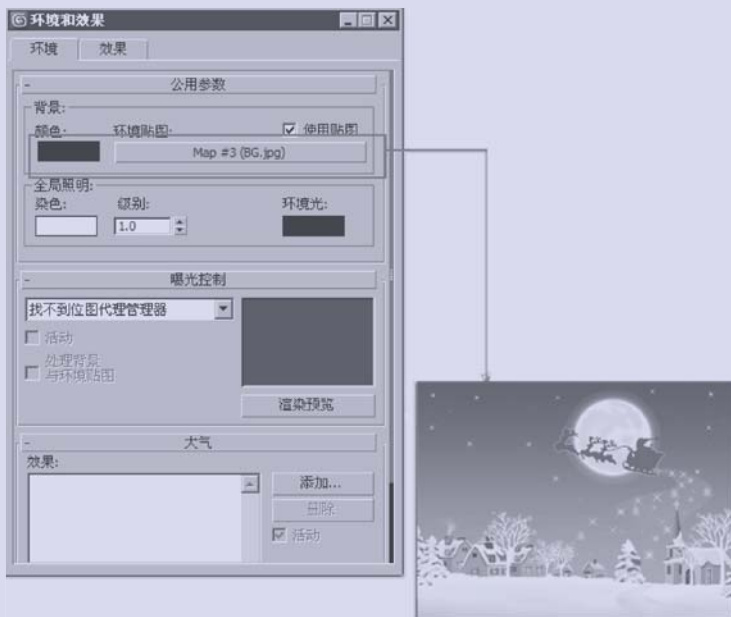 环境和效果
环境 效果
- 公用参数
背景:
颜色: 环境贴图: 使用贴图
Map #3 (BG.jpg)
全局照明:
染色: 级别: 环境光:
1.0
- 曝光控制
找不到位图代理管理器
活动
处理背景
与环境贴图
渲染预览
- 大气
效果:
添加...
删除
活动